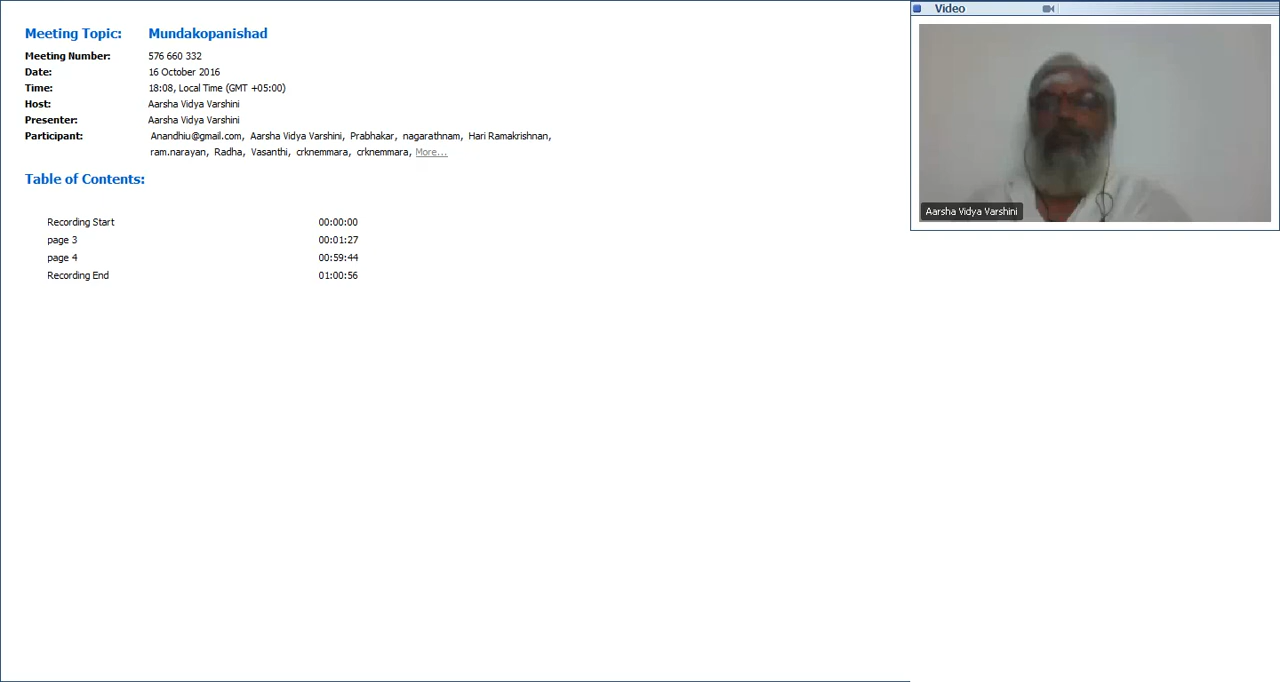 Meeting Topic: Mundakopanishad
Meeting Number: 576 660 332
Date: 16 October 2016
Time: 18:08, Local Time (GMT +05:00)
Host: Aarsha Vidya Varshini
Presenter: Aarsha Vidya Varshini
Participant: Anandhiu@gmail.com, Aarsha Vidya Varshini, Prabhakar, nagarathnam, Hari Ramakrishnan,
ram.narayan, Radha, Vasanthi, crknemmara, crknemmara, More...
Table of Contents:
Recording Start 00:00:00
page 3 00:01:27
page 4 00:59:44
Recording End 01:00:56
Video
Aarsha Vidya Varshini